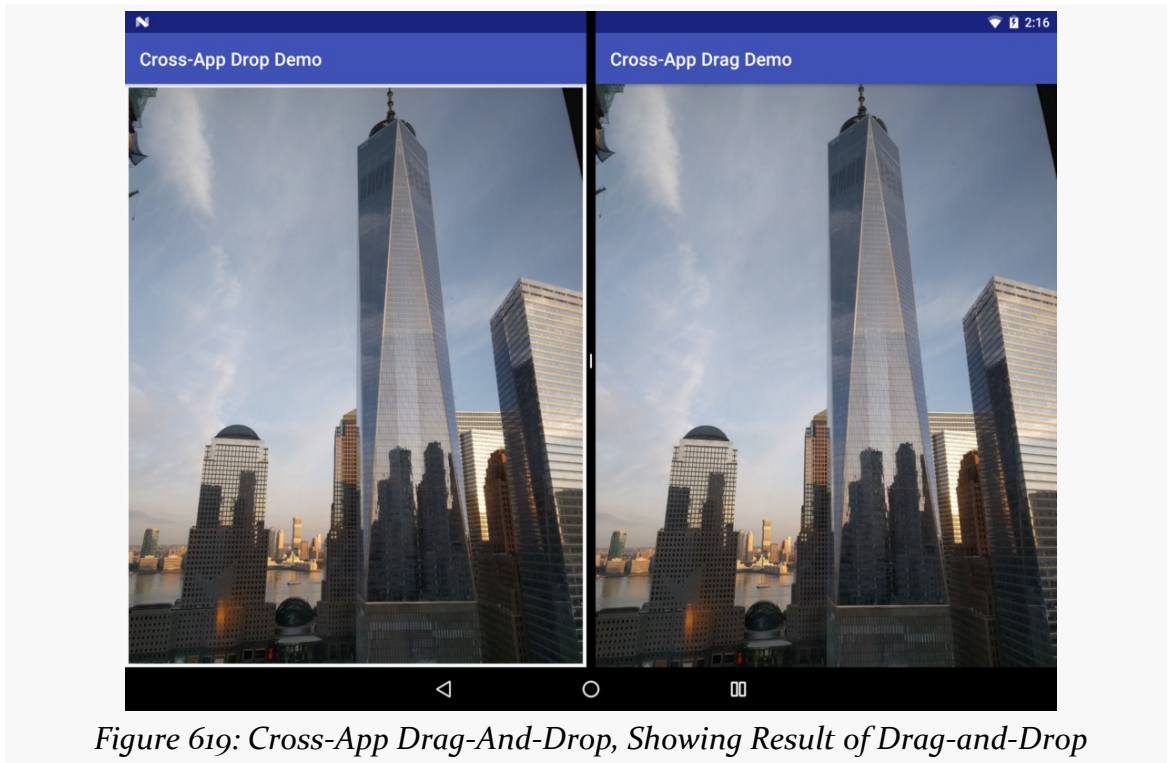 2:16
Cross-App Drop Demo
Cross-App Drag Demo
Figure 619: Cross-App Drag-And-Drop, Showing Result of Drag-and-Drop